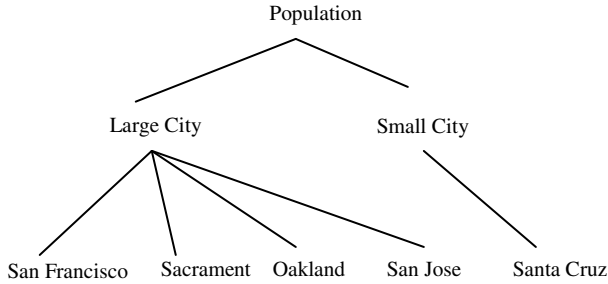 Population
Large City
Small City
San Francisco
Sacrament
Oakland
San Jose
Santa Cruz